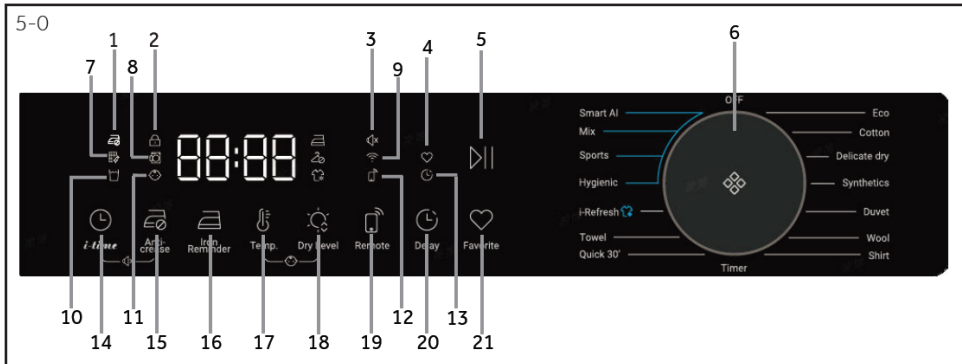 5-0
1 2 3 4 5 6
7 8 9
OFF
Smart AI
Mix
Sports
Hygienic
i-Refresh
Towel
Quick 30'
Timer
Eco
Cotton
Delicate dry
Synthetics
Duvet
Wool
Shirt
88:88
i-time
Anti-
crease
Iron
Reminder
Temp.
Dry Level
Remote
Delay
Favorite
10 11 12 13
14 15 16 17 18 19 20 21